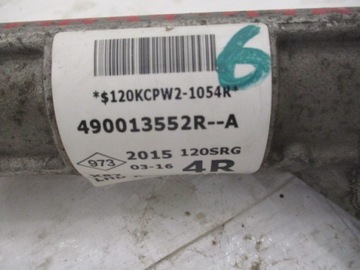 6
*$120KCPW2-1054R*
490013552R--A
973 2015 120SRG
03-16 4R